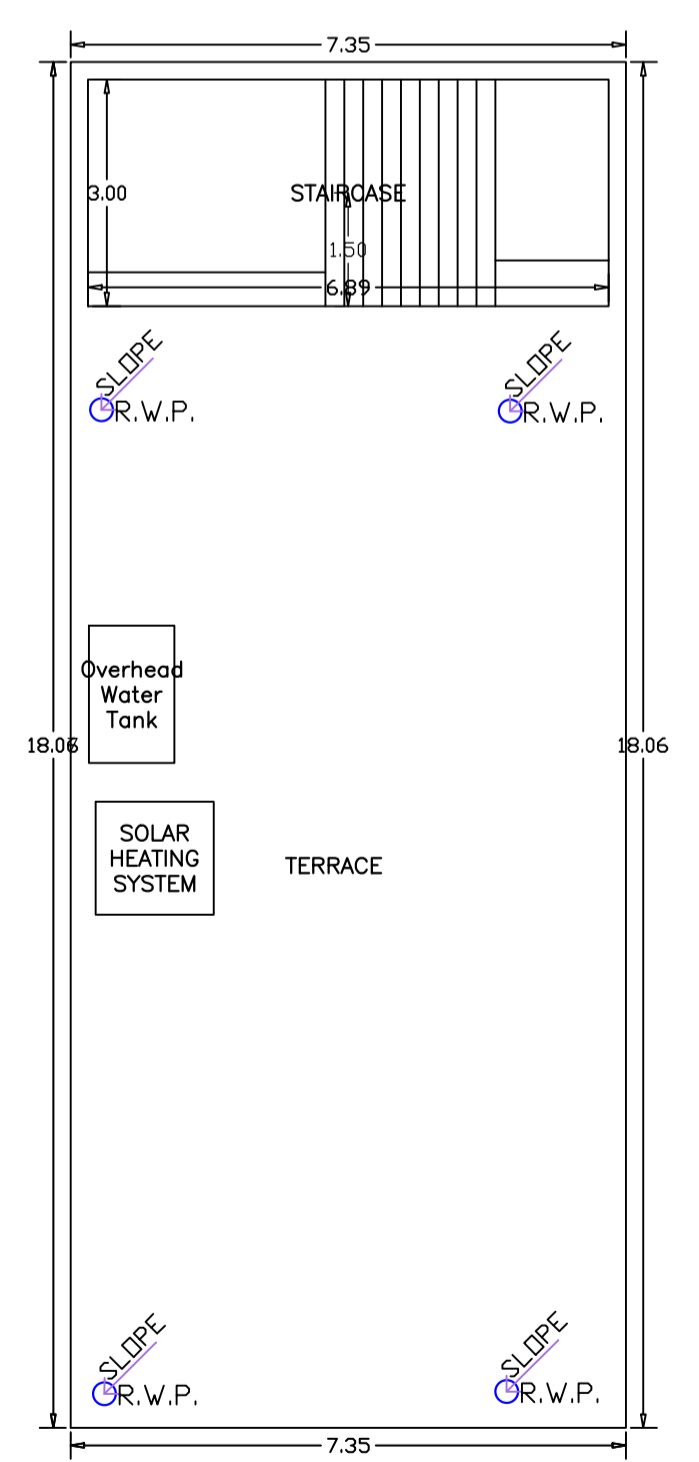 7.35
3.00
STAIRCASE
1.50
6.89
SLOPE
R.W.P.
SLOPE
R.W.P.
Overhead
Water
Tank
18.06
18.06
SOLAR
HEATING
SYSTEM
TERRACE
SLOPE
R.W.P.
SLOPE
R.W.P.
7.35